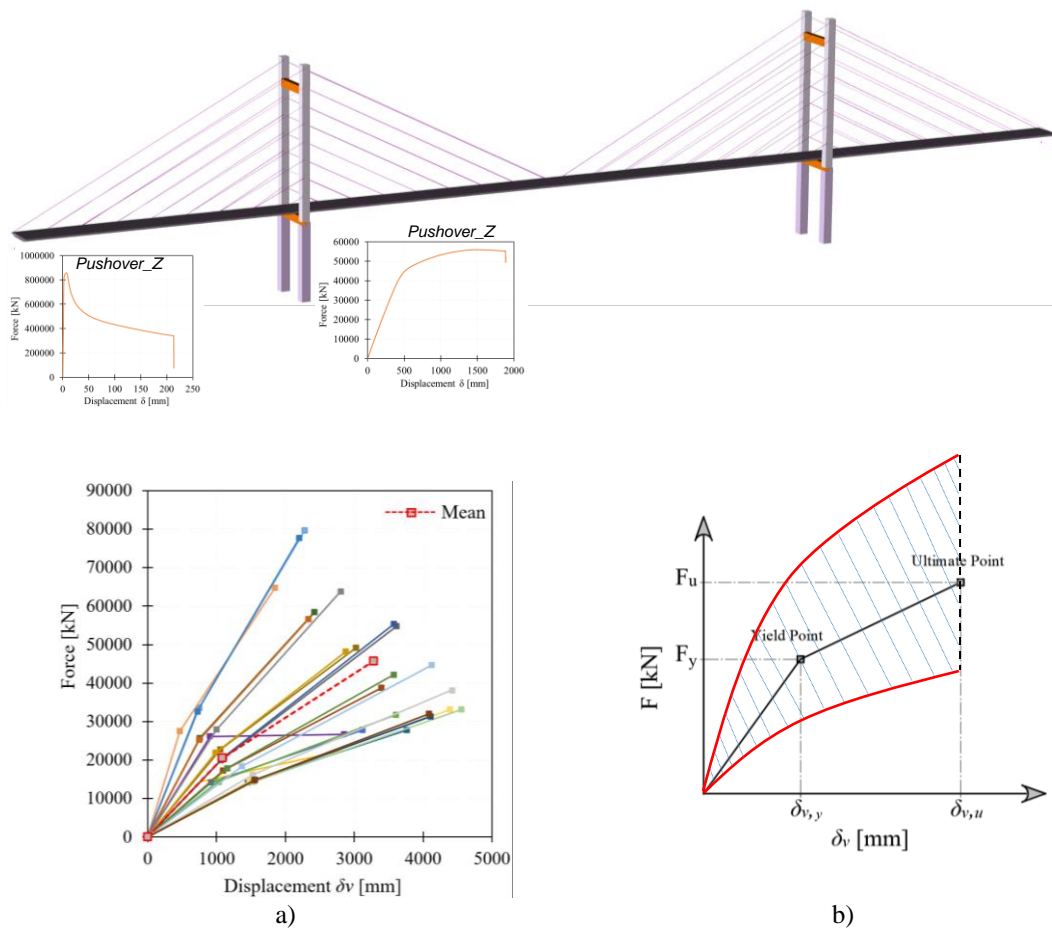 Pushover_Z
1000000
800000
600000
400000
200000
0
Force [kN]
0 50 100 150 200 250
Displacement δ [mm]
Pushover_Z
60000
50000
40000
30000
20000
10000
0
Force [kN]
0 500 1000 1500 2000
Displacement δ [mm]
90000
80000
70000
60000
50000
40000
30000
20000
10000
0
Force [kN]
Mean
0 1000 2000 3000 4000 5000
Displacement δv [mm]
a)
F [kN]
Fu
Fy
Ultimate Point
Yield Point
δv, y δv,u
δv [mm]
b)